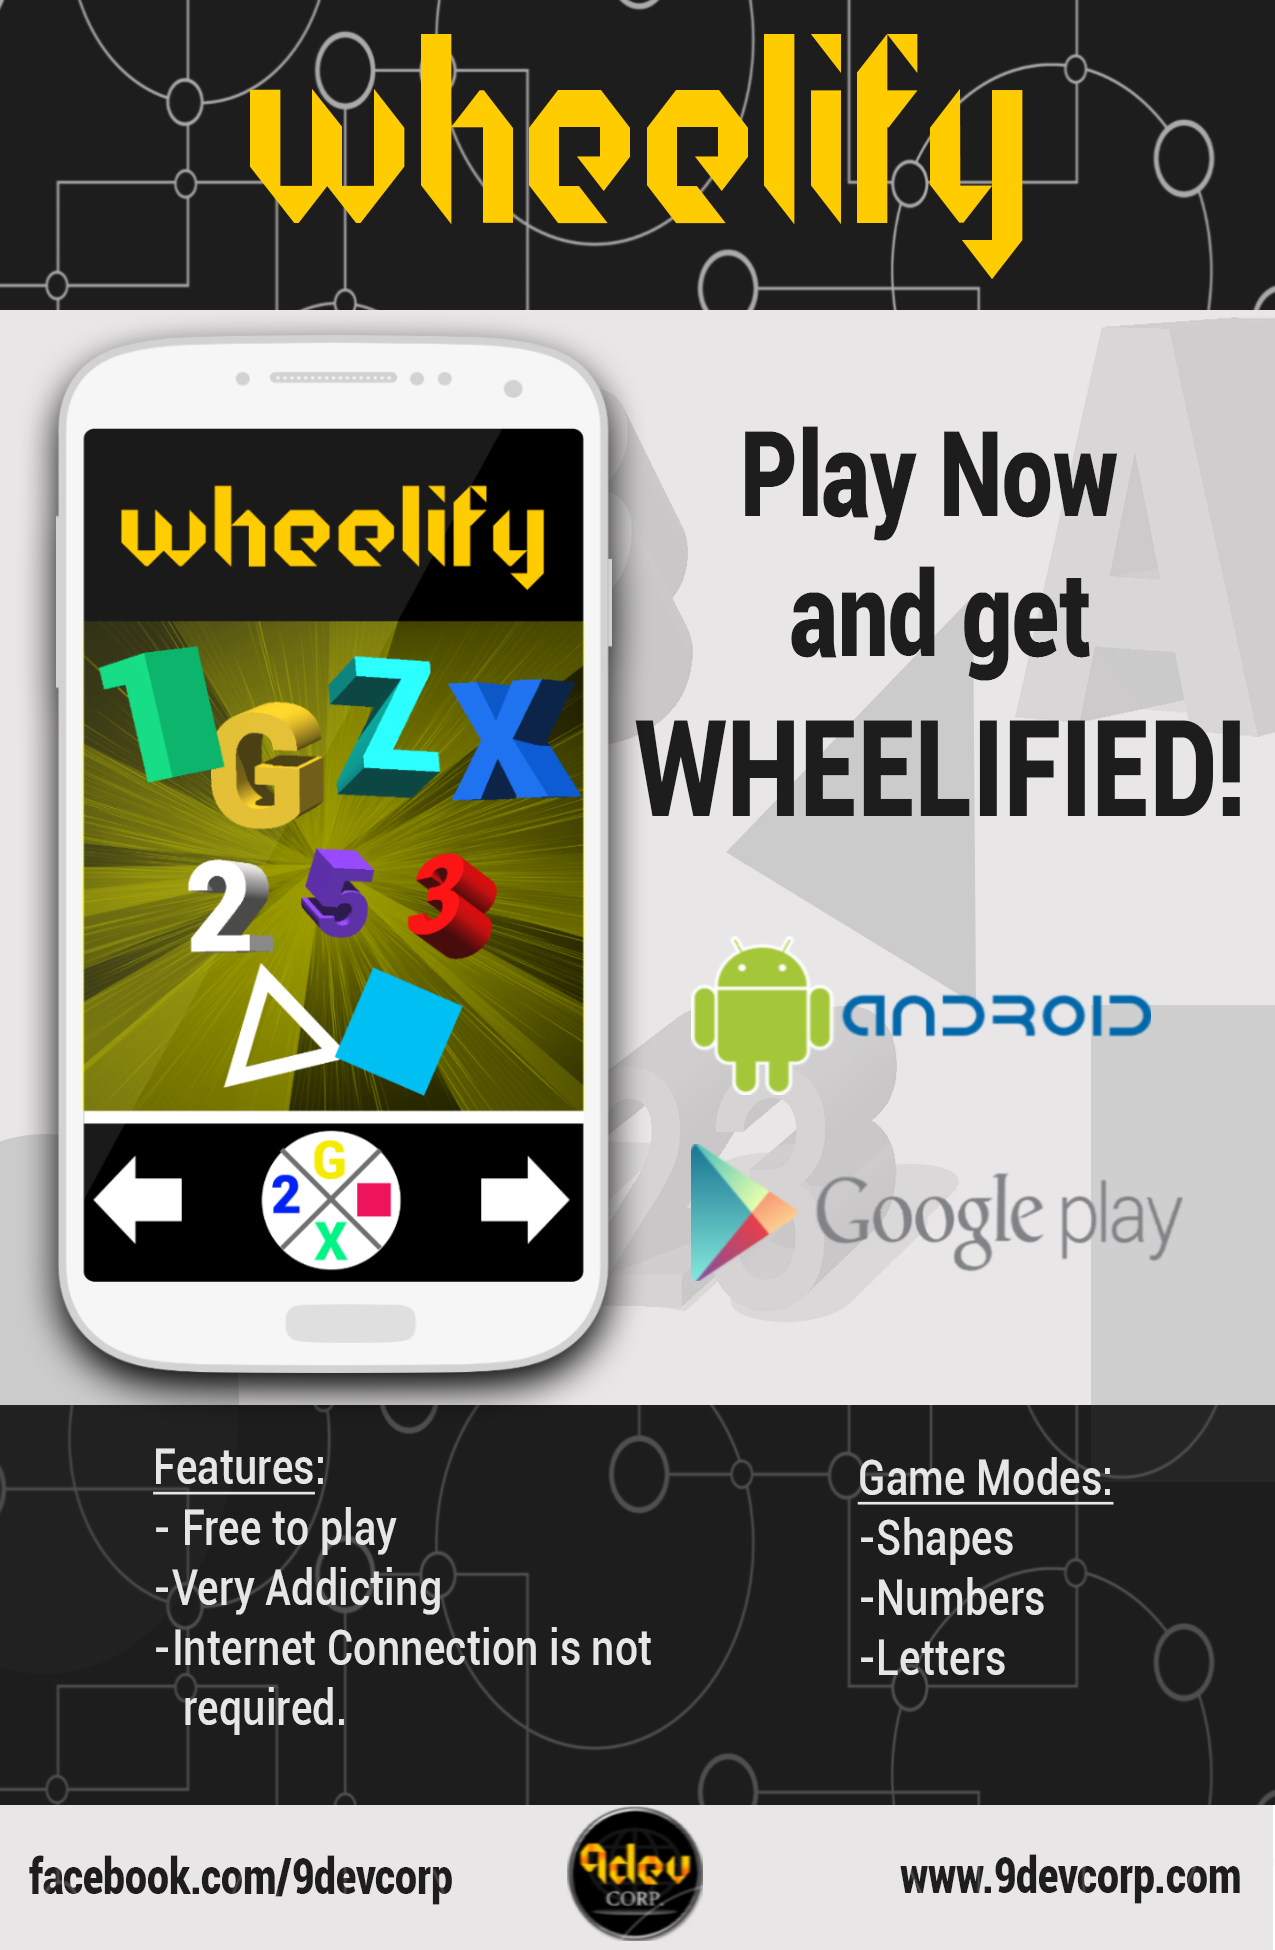 wheelify
wheelify
1 G Z X
2 5 3
G
2
X
Play Now
and get
WHEELIFIED!
A
B
23
ANDROID
Google play
Features:
- Free to play
-Very Addicting
-Internet Connection is not
required.
Game Modes:
-Shapes
-Numbers
-Letters
facebook.com/9devcorp
9dev
CORP.
www.9devcorp.com